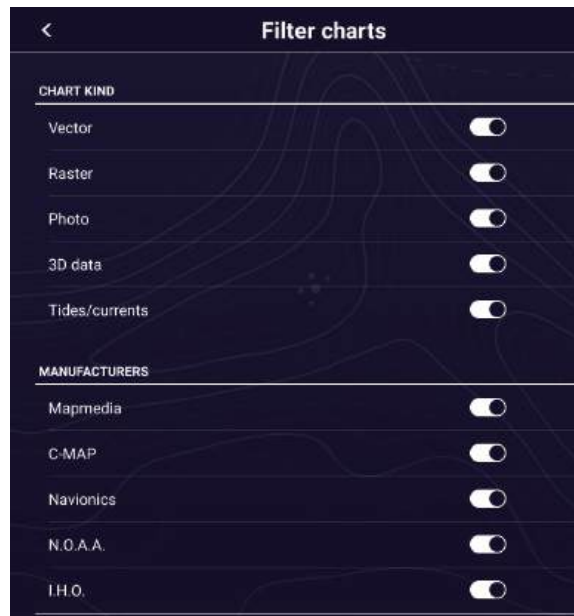 Filter charts
CHART KIND
Vector
Raster
Photo
3D data
Tides/currents
MANUFACTURERS
Mapmedia
C-MAP
Navionics
N.O.A.A.
I.H.O.